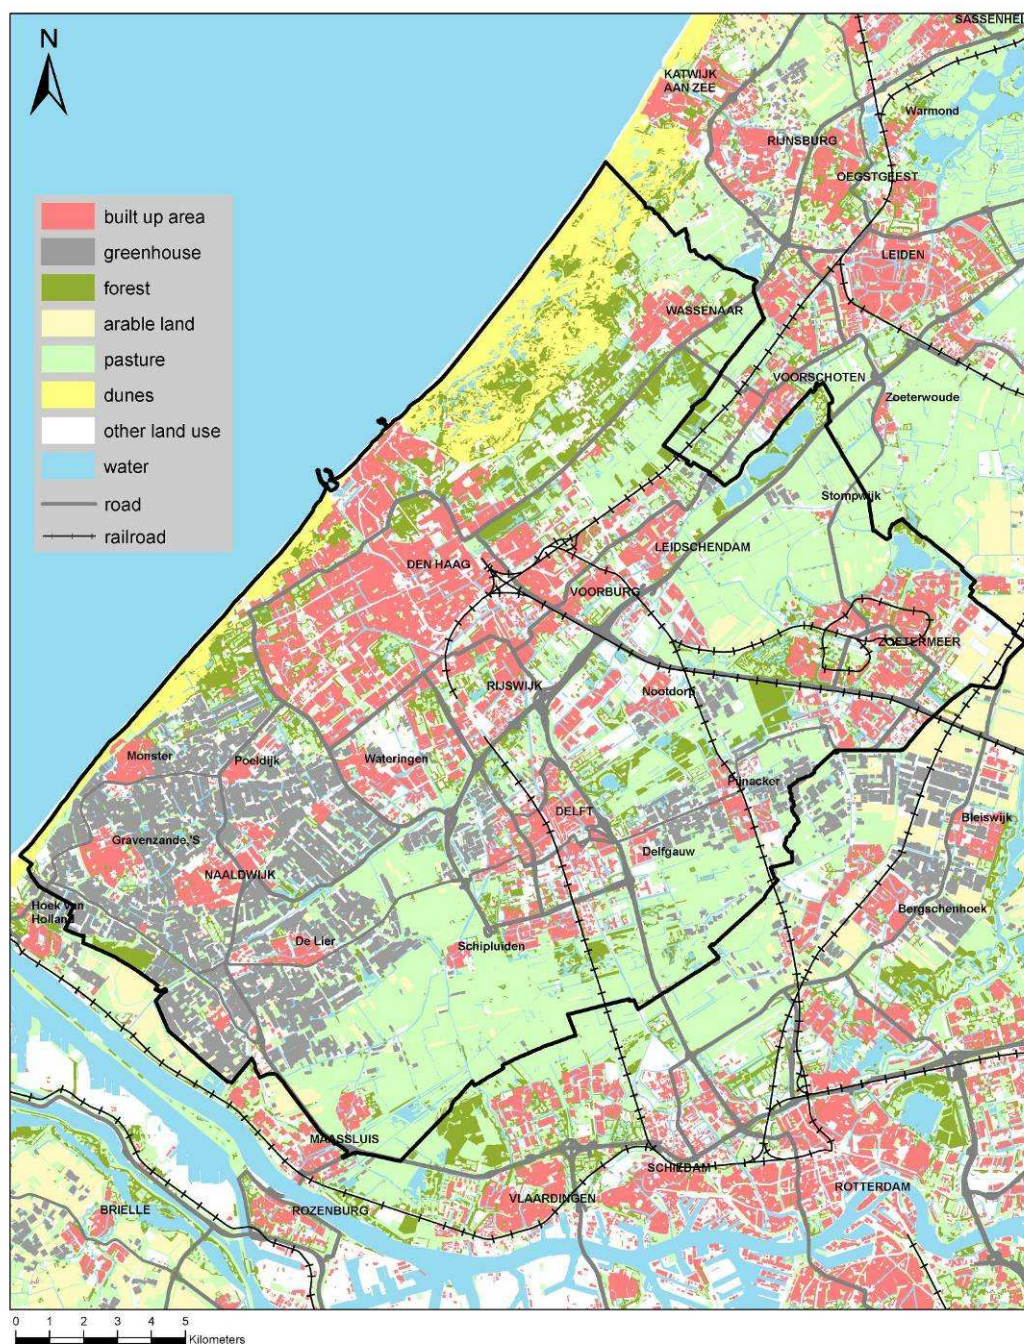 N
SASSENHEI
KATWIJK
AAN ZEE
Warmond
RIJNSBURG
OEGSTGEEST
LEIDEN
WASSENAAR
VOORSCHOTEN
Zoeterwoude
Stompwijk
LEIDSCHENDAM
DEN HAAG
VOORBURG
ZOETERMEER
RIJSWIJK
Nootdorp
Monster
Poeldijk
Wateringen
Pijnacker
DELFT
Bleiswijk
Gravenzande,'S
Delfgauw
NAALDWIJK
Hoek van
Holland
Bergschenhoek
De Lier
Schipluiden
MAASSLUIS
SCHIEDAM
ROTTERDAM
VLAARDINGEN
BRIELLE
ROZENBURG
built up area
greenhouse
forest
arable land
pasture
dunes
other land use
water
road
railroad
0 1 2 3 4 5
Kilometers